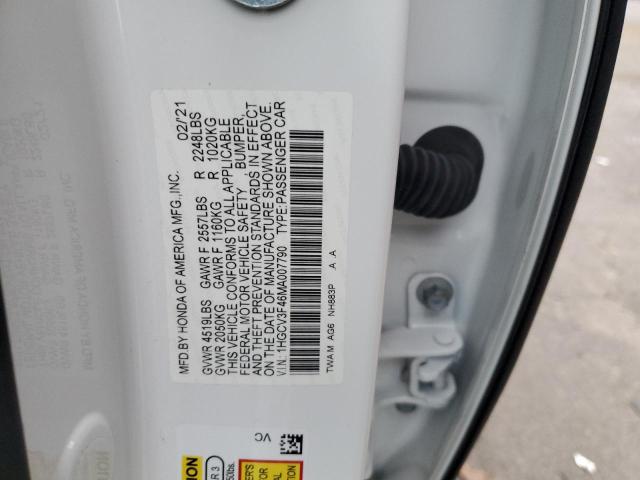 MFD.BY HONDA OF AMERICA MFG.,INC. 02/'21
GVWR 4519LBS GAWR F 2557LBS R 2248LBS
GVWR 2050KG GAWR F 1160KG R 1020KG
THIS VEHICLE CONFORMS TO ALL APPLICABLE
FEDERAL MOTOR VEHICLE SAFETY , BUMPER,
AND THEFT PREVENTION STANDARDS IN EFFECT
ON THE DATE OF MANUFACTURE SHOWN ABOVE.
V.I.N.: 1HGCV3F46MA007790 TYPE:PASSENGER CAR
TWA M AG6 NH883P A A
VC